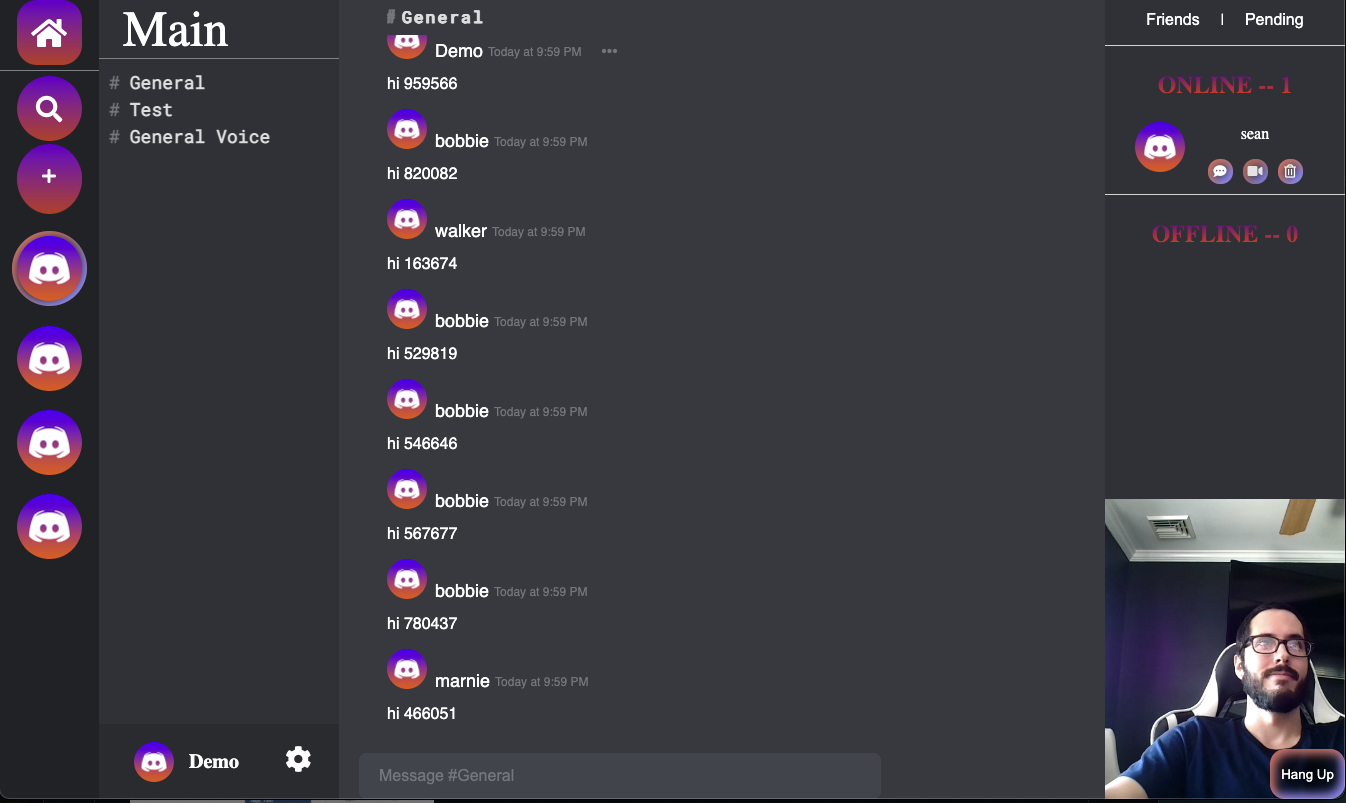 Main
# General
# Test
# General Voice
Demo
# General
Demo Today at 9:59 PM
hi 959566
bobbie Today at 9:59 PM
hi 820082
walker Today at 9:59 PM
hi 163674
bobbie Today at 9:59 PM
hi 529819
bobbie Today at 9:59 PM
hi 546646
bobbie Today at 9:59 PM
hi 567677
bobbie Today at 9:59 PM
hi 780437
marnie Today at 9:59 PM
hi 466051
Message #General
Friends | Pending
ONLINE -- 1
sean
OFFLINE -- 0
Hang Up